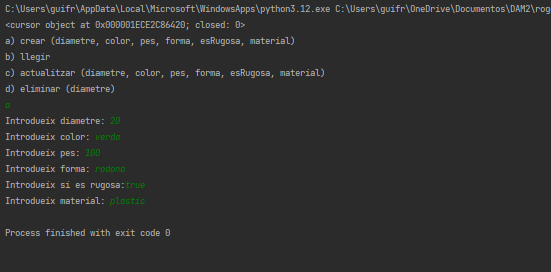 C:\Users\guifr\AppData\Local\Microsoft\WindowsApps\python3.12.exe C:\Users\guifr\OneDrive\Documentos\DAM2\rog
<cursor object at 0x000001ECE2C86420; closed: 0>
a) crear (diametre, color, pes, forma, esRugosa, material)
b) llegir
c) actualitzar (diametre, color, pes, forma, esRugosa, material)
d) eliminar (diametre)
a
Introdueix diametre: 20
Introdueix color: verda
Introdueix pes: 100
Introdueix forma: rodona
Introdueix si es rugosa:true
Introdueix material: plastic
Process finished with exit code 0